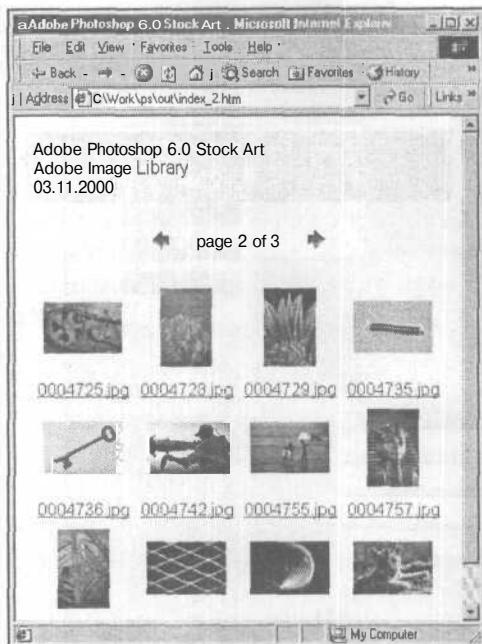 aAdobe Photoshop 6.0 Stock Art . Microsoft Internet Explorer
File Edit View Favorites Tools Help
Back Search Favorites History
Address C:\Work\ps\out\index_2.htm Go Links
Adobe Photoshop 6.0 Stock Art
Adobe Image Library
03.11.2000
page 2 of 3
0004725.jpg 0004728.jpg 0004729.jpg 0004735.jpg
0004736.jpg 0004742.jpg 0004755.jpg 0004757.jpg
My Computer